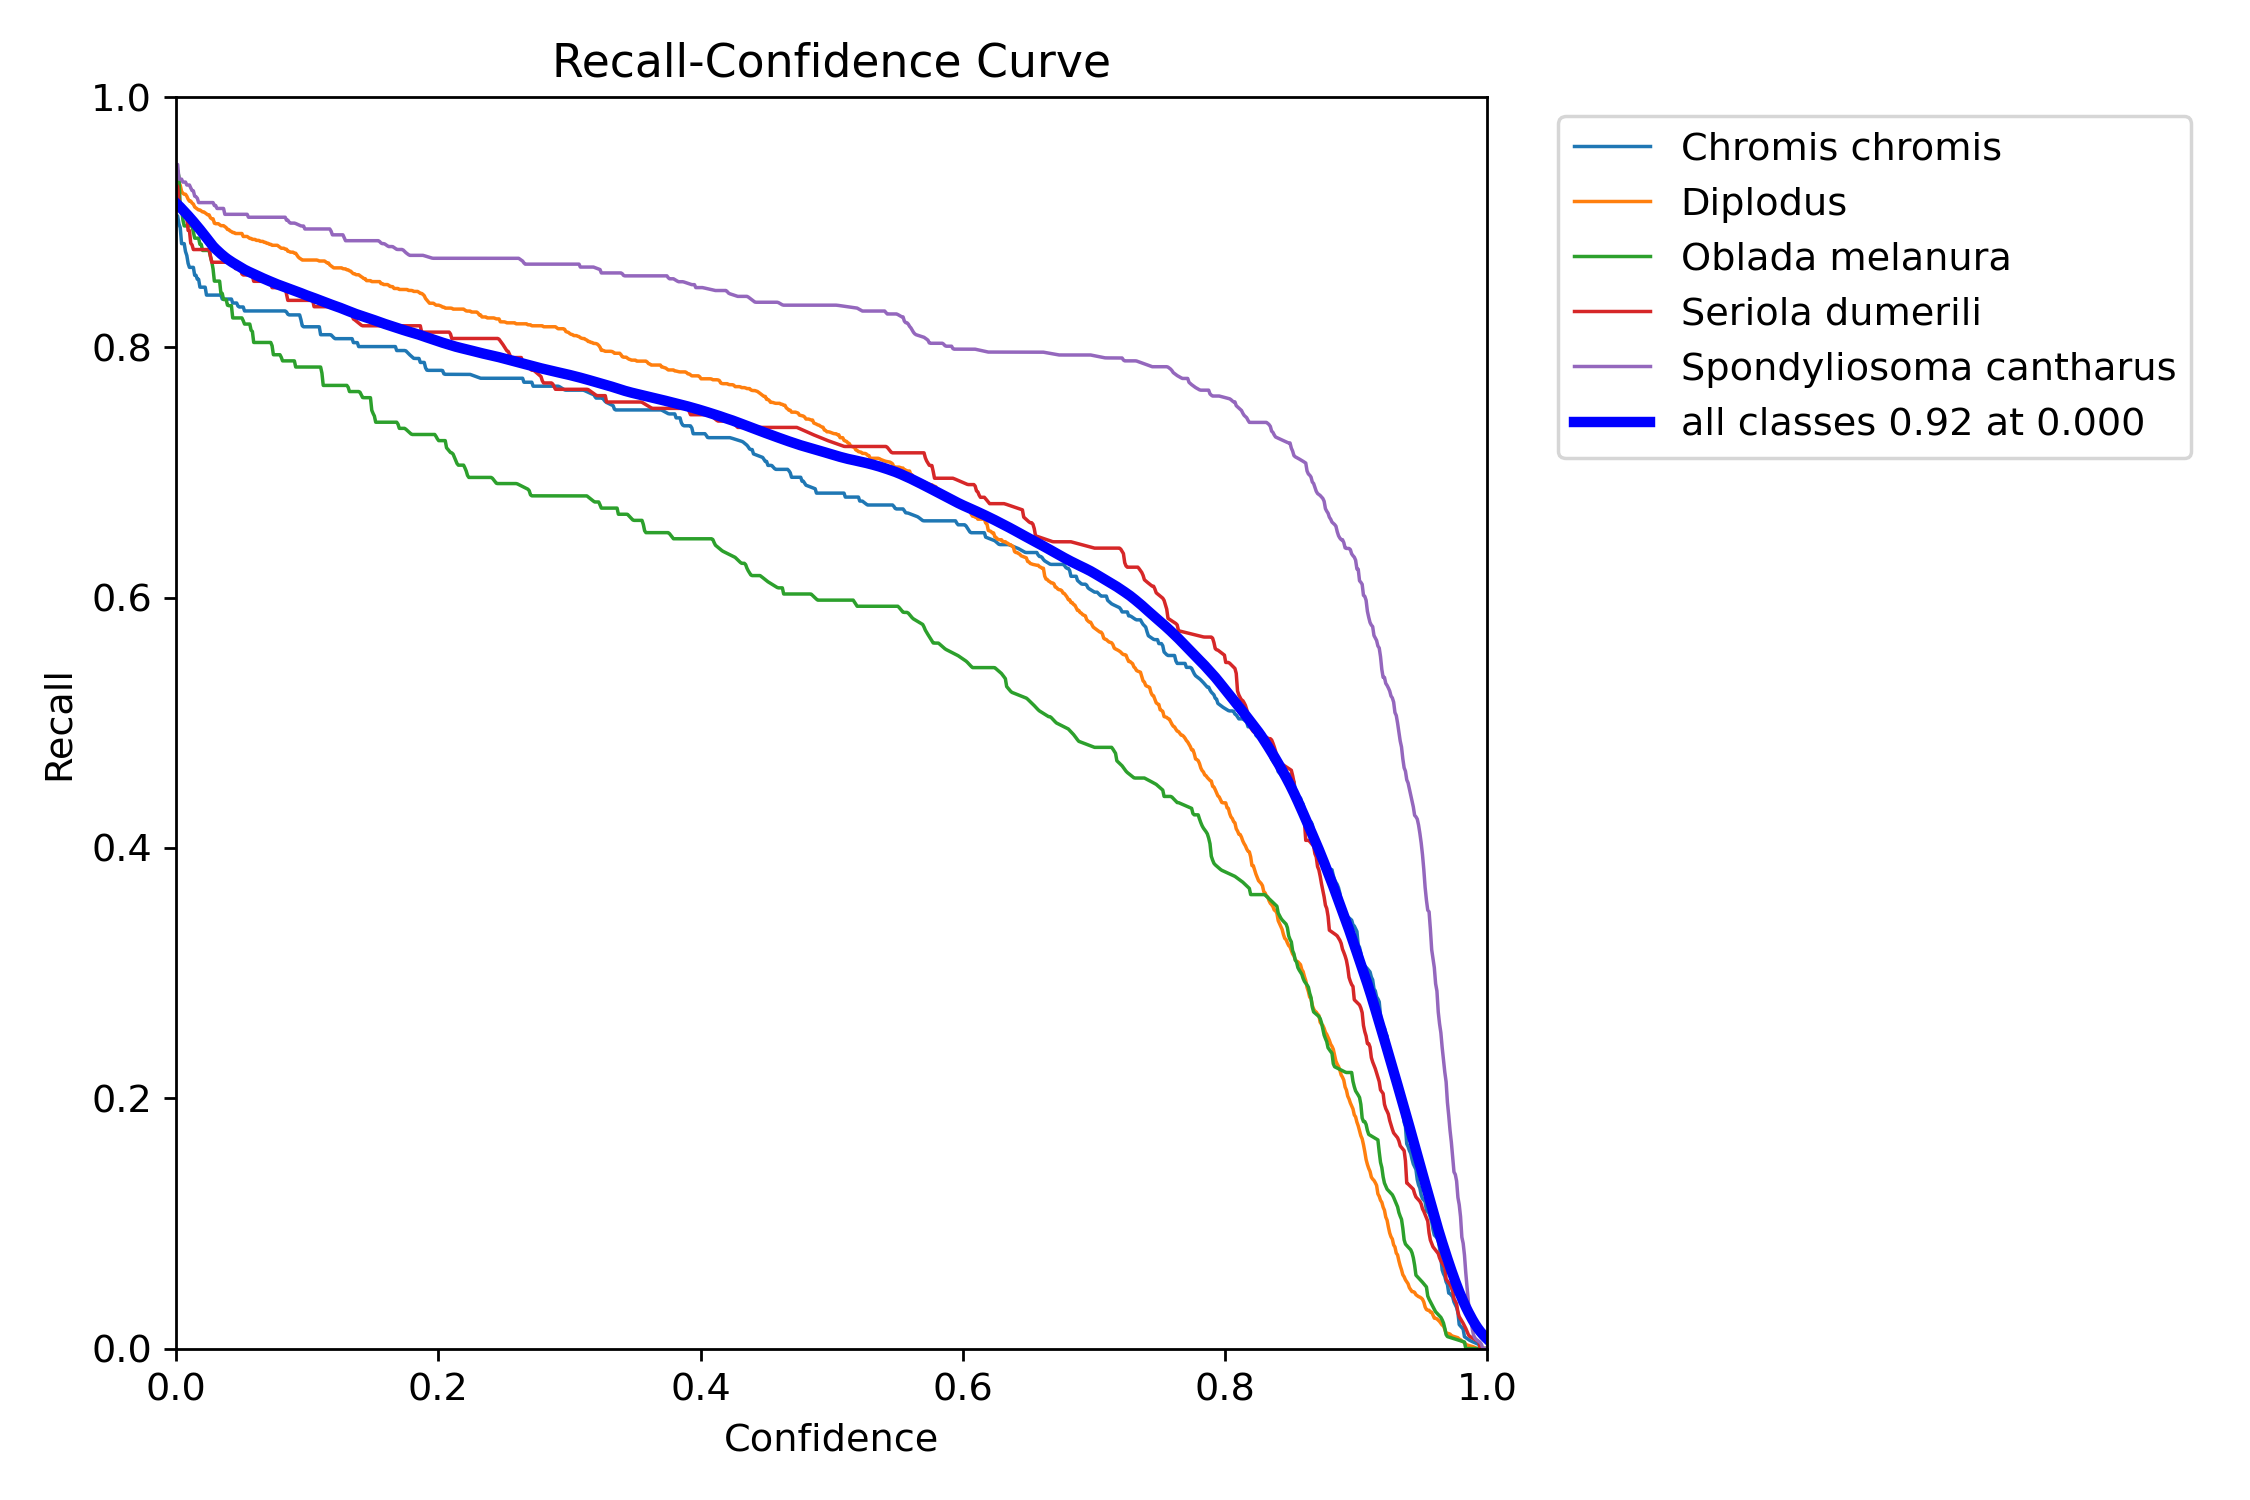 Recall-Confidence Curve
1.0
0.8
0.6
0.4
0.2
0.0
Recall
0.0 0.2 0.4 0.6 0.8 1.0
Confidence
Chromis chromis
Diplodus
Oblada melanura
Seriola dumerili
Spondyliosoma cantharus
all classes 0.92 at 0.000